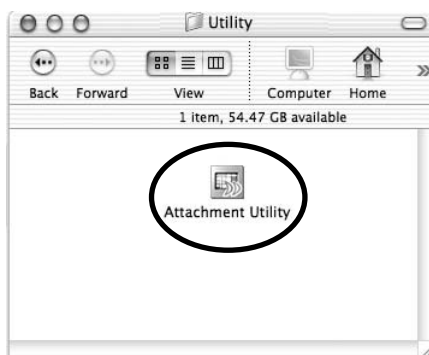 Utility
Back Forward View Computer Home
1 item, 54.47 GB available
Attachment Utility